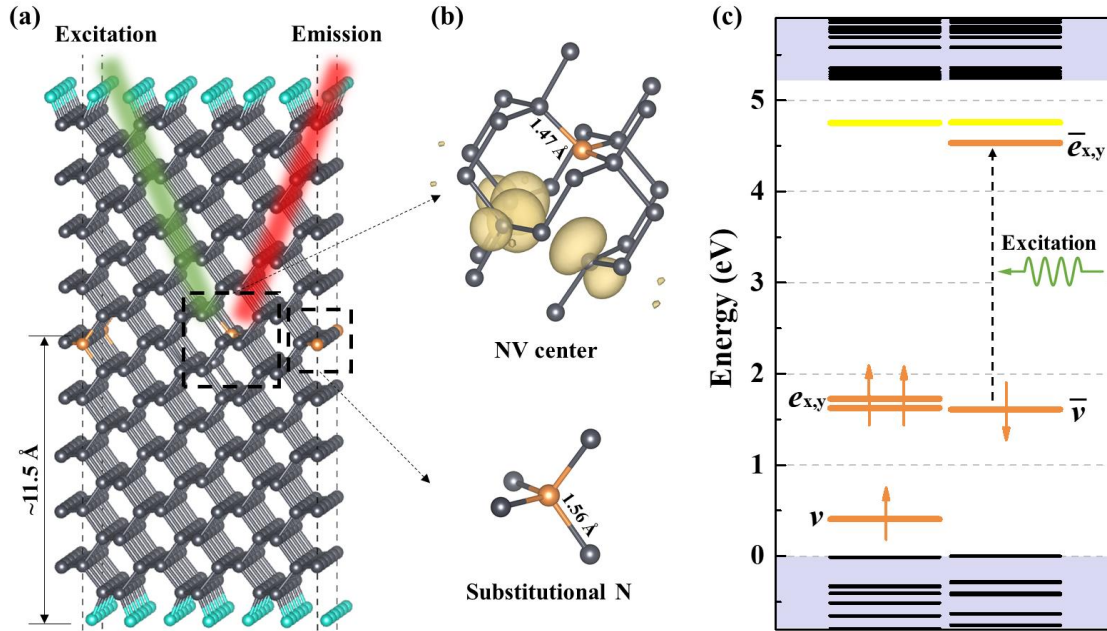 (a)
Excitation
Emission
~11.5 Å
(b)
1.47 Å
NV center
1.56 Å
Substitutional N
(c)
Energy (eV)
5
4
3
2
1
0
e̅x,y
Excitation
ex,y
v̅
v